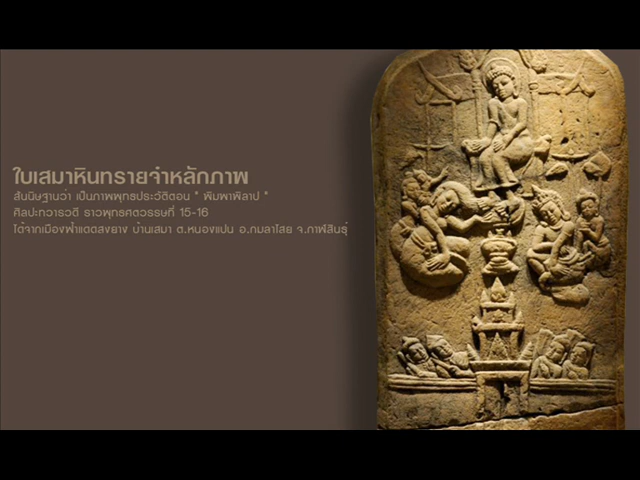 ใบเสมาหินทรายจำหลักภาพ
สันนิษฐานว่า เป็นภาพพุทธประวัติตอน " พิมพาพิลาป "
ศิลปะทวารวดี ราวพุทธศตวรรษที่ 15-16
ได้จากเมืองฟ้าแดดสงยาง บ้านเสมา ต.หนองแปน อ.กมลาไสย จ.กาฬสินธุ์